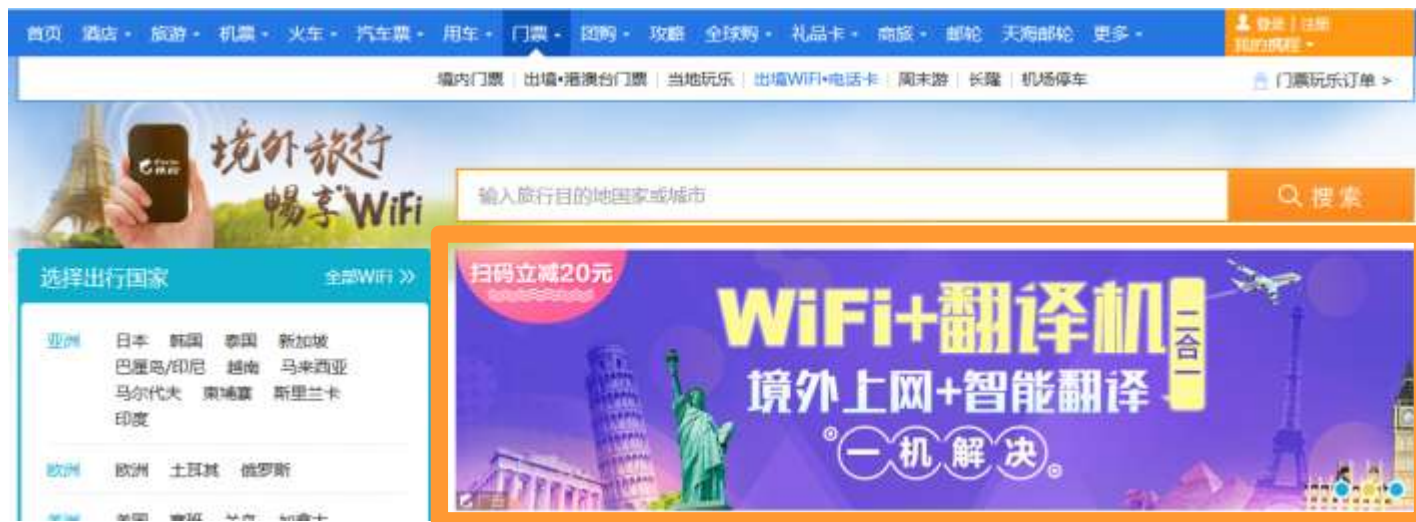 首页 酒店 旅游 机票 火车 汽车票 用车 门票 团购 攻略 全球购 礼品卡 商旅 邮轮 天海邮轮 更多
登录 | 注册
我的携程
境内门票 | 出境•港澳台门票 | 当地玩乐 | 出境WiFi•电话卡 | 周末游 | 长隆 | 机场停车
门票玩乐订单 >
境外旅行
畅享WiFi
输入旅行目的地国家或城市
搜索
选择出行国家 全部WiFi »
亚洲 日本 韩国 泰国 新加坡
巴厘岛/印尼 越南 马来西亚
马尔代夫 柬埔寨 斯里兰卡
印度
欧洲 欧洲 土耳其 俄罗斯
扫码立减20元
WiFi+翻译机
二合一
境外上网+智能翻译
一机解决